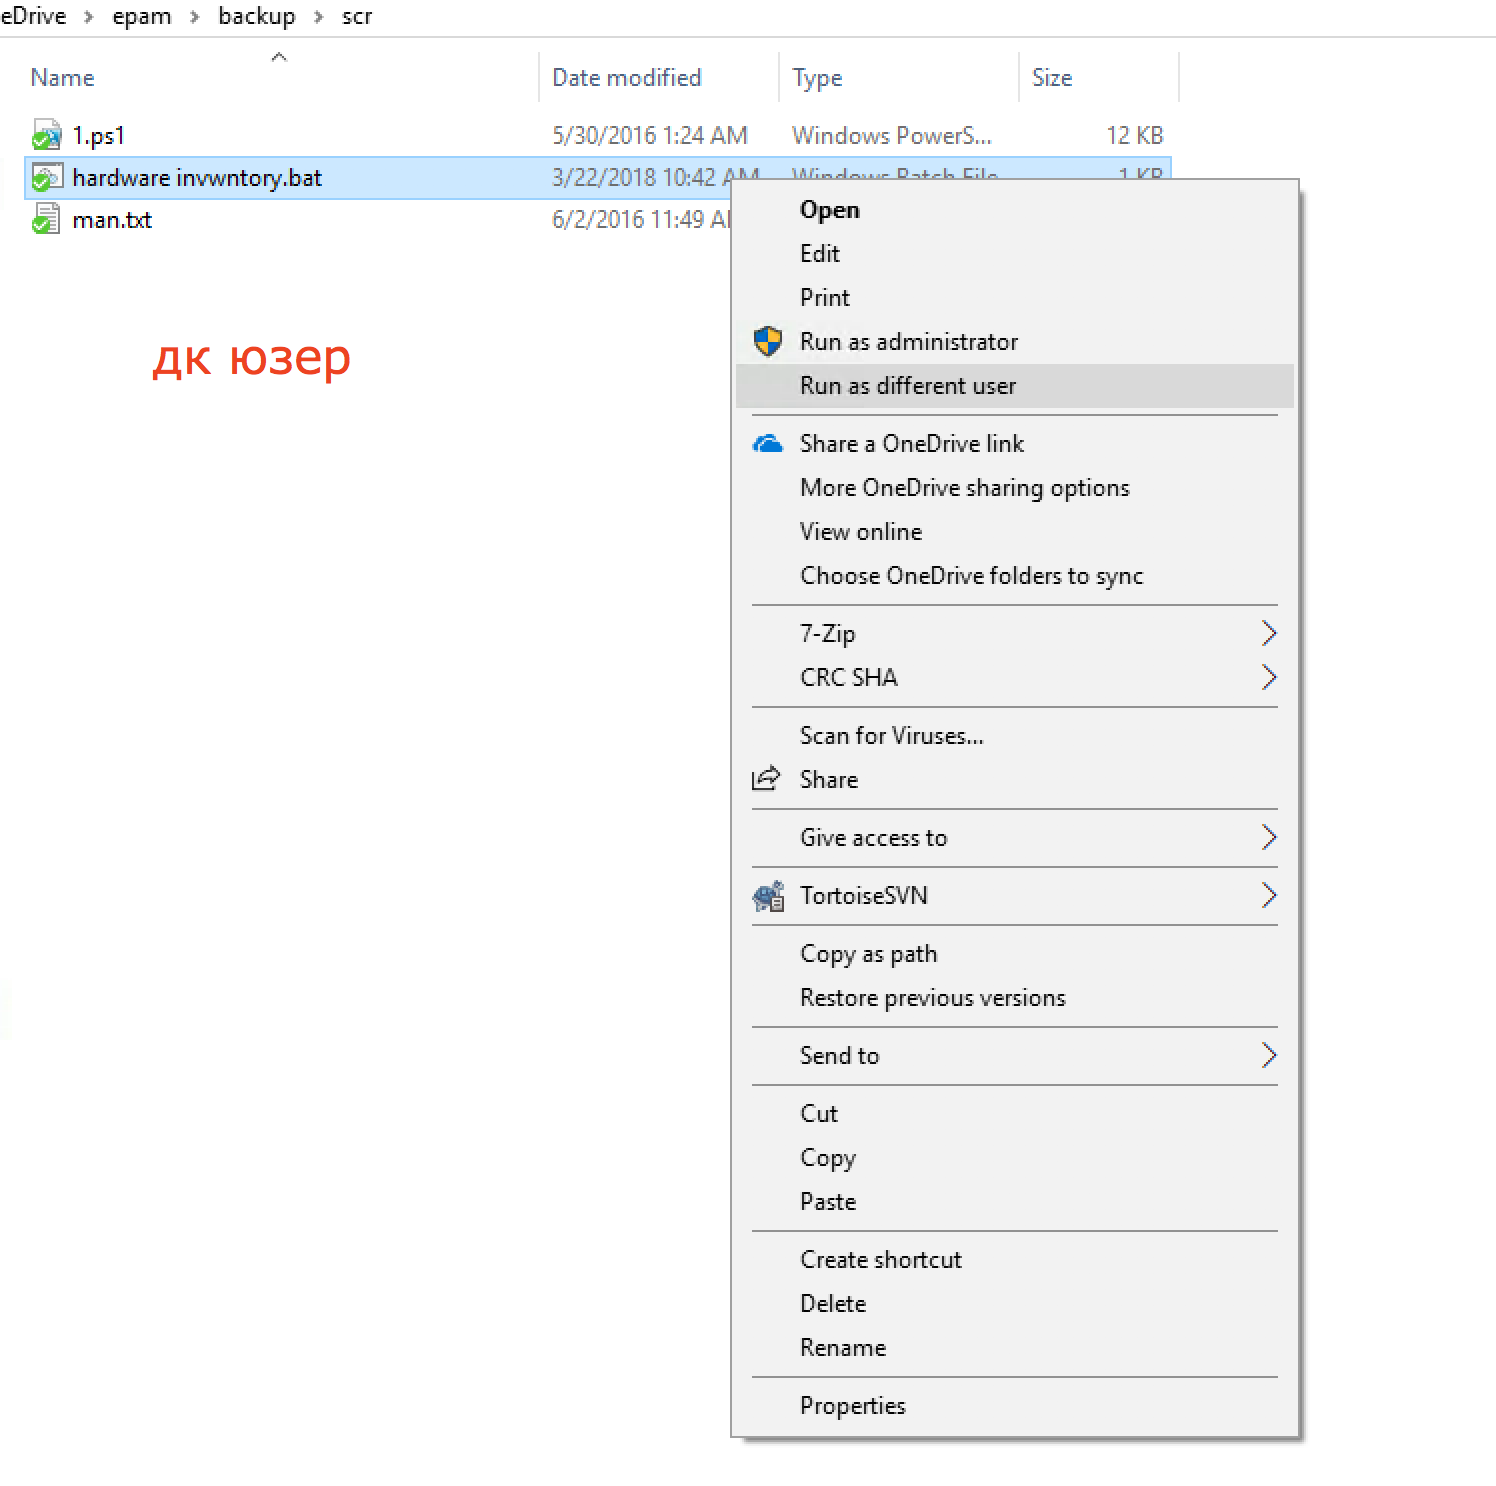 eDrive > epam > backup > scr
Name Date modified Type Size
1.ps1 5/30/2016 1:24 AM Windows PowerS... 12 KB
hardware invwntory.bat 3/22/2018 10:42 AM Windows Batch File 1 KB
man.txt 6/2/2016 11:49 A
Open
Edit
Print
Run as administrator
дк юзер
Run as different user
Share a OneDrive link
More OneDrive sharing options
View online
Choose OneDrive folders to sync
7-Zip
CRC SHA
Scan for Viruses...
Share
Give access to
TortoiseSVN
Copy as path
Restore previous versions
Send to
Cut
Copy
Paste
Create shortcut
Delete
Rename
Properties